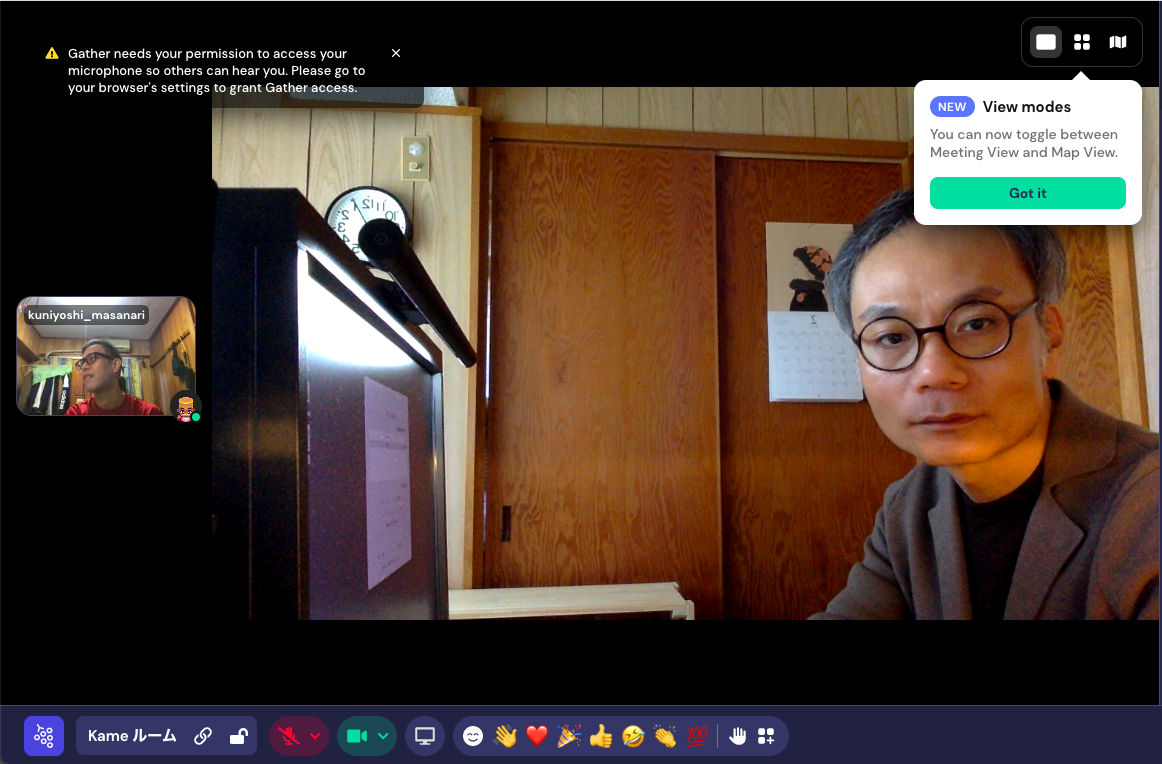 Gather needs your permission to access your
microphone so others can hear you. Please go to
your browser's settings to grant Gather access.
NEW View modes
You can now toggle between
Meeting View and Map View.
Got it
kuniyoshi_masanari
Kame ルーム